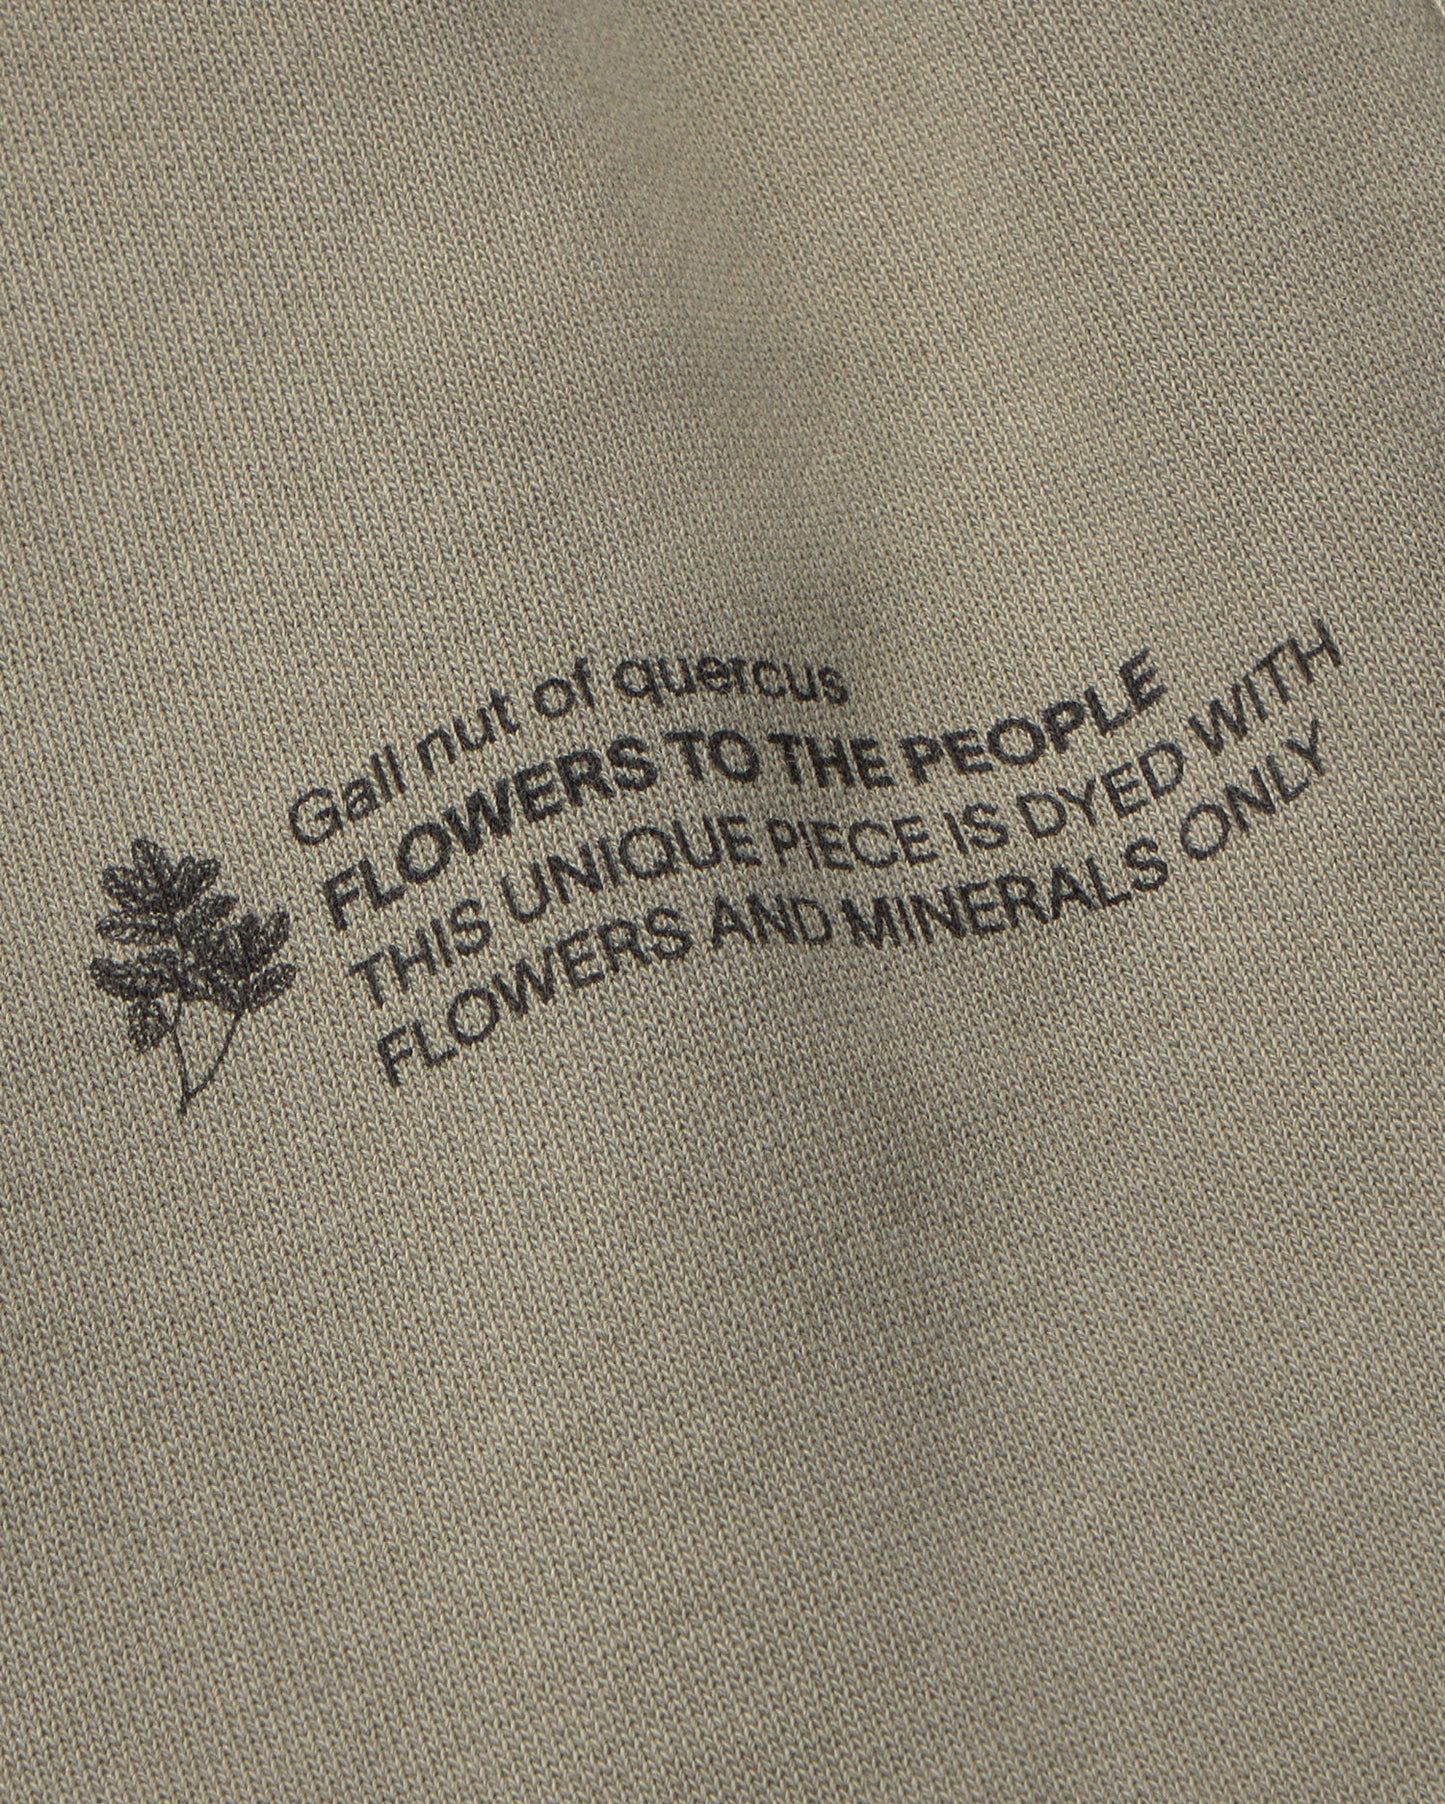 Gall nut of quercus
FLOWERS TO THE PEOPLE
THIS UNIQUE PIECE IS DYED WITH
FLOWERS AND MINERALS ONLY